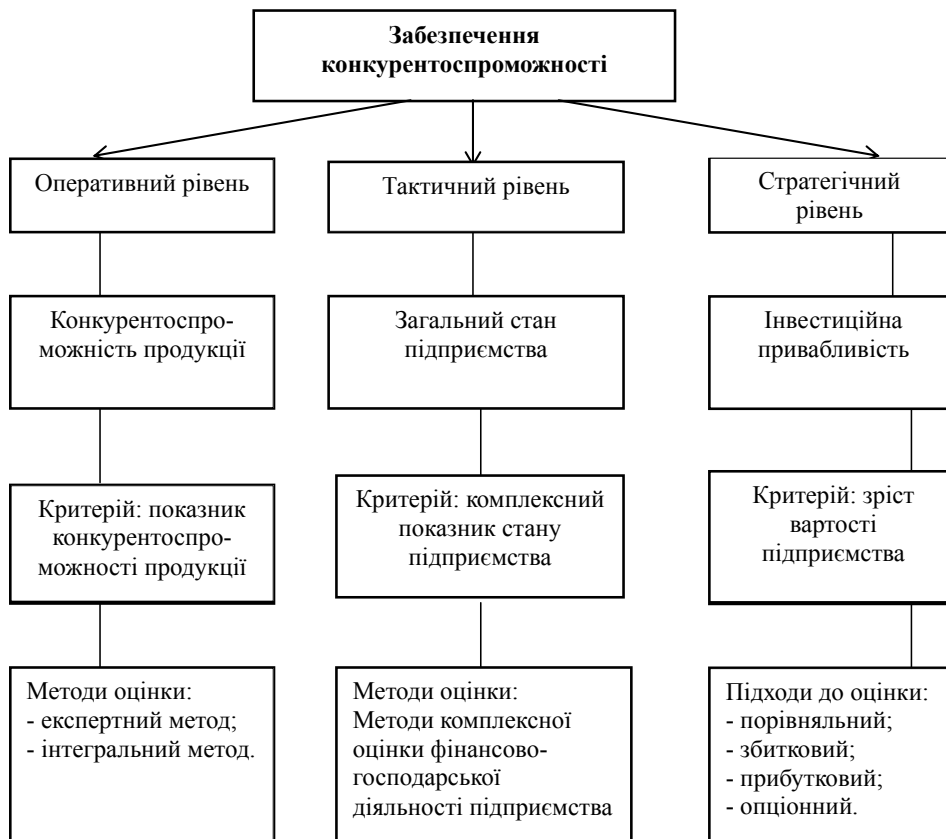 Забезпечення
конкурентоспроможності
Оперативний рівень
Тактичний рівень
Стратегічний
рівень
Конкурентоспро-
можність продукції
Загальний стан
підприємства
Інвестиційна
привабливість
Критерій: показник
конкурентоспро-
можності продукції
Критерій: комплексний
показник стану
підприємства
Критерій: зріст
вартості
підприємства
Методи оцінки:
- експертний метод;
- інтегральний метод.
Методи оцінки:
Методи комплексної
оцінки фінансово-
господарської
діяльності підприємства
Підходи до оцінки:
- порівняльний;
- збитковий;
- прибутковий;
- опціонний.